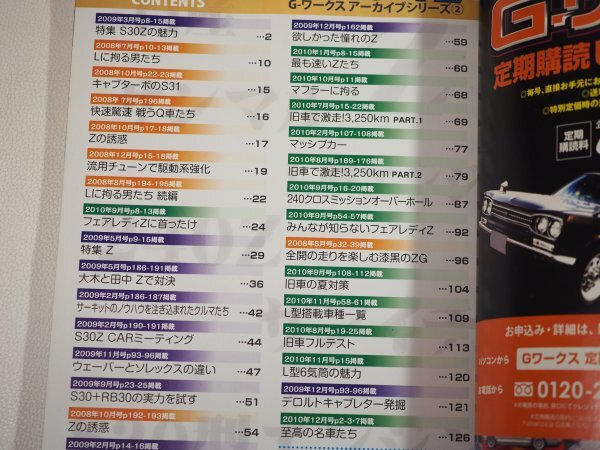 CONTENTS
G-ワークス アーカイブシリーズ②
2009年3月号p8-15掲載
特集 S30Zの魅力 …2
2008年7月号p10-13掲載
Lに拘る男たち …10
2008年10月号p22-23掲載
キャブターボのS31 …15
2008年 7月号p196掲載
快速驚速 戦うQ車たち …16
2008年10月号p17-18掲載
Zの誘惑 …17
2008年12月号p15-18掲載
流用チューンで駆動系強化 …19
2008年8月号p194-195掲載
Lに拘る男たち 続編 …22
2010年9月号p8-13掲載
フェアレディZに首ったけ …24
2009年5月号p9-15掲載
特集 Z …29
2009年5月号p186-191掲載
大木と田中 Zで対決 …36
2009年2月号p186-187掲載
サーキットのノウハウを注ぎ込まれたクルマたち …42
2009年2月号p190-191掲載
S30Z CARミーティング …44
2009年11月号p93-96掲載
ウェーバーとソレックスの違い …47
2009年9月号p23-25掲載
S30+RB30の実力を試す …51
2008年10月号p192-193掲載
Zの誘惑 …54
2009年2月号p14-16掲載
2009年12月号p162掲載
欲しかった憧れのZ …59
2010年1月号p8-15掲載
最も速いZたち …60
2010年1月号p108-111掲載
マフラーに拘る …68
2010年7月号p15-22掲載
旧車で激走!3,250km PART.1 …69
2010年2月号p107-108掲載
マッシブカー …77
2010年8月号p169-176掲載
旧車で激走!3,250km PART.2 …79
2010年9月号p16-20掲載
240クロスミッションオーバーホール …87
2010年9月号p54-57掲載
みんなが知らないフェアレディZ …92
2008年8月号p32-39掲載
全開の走りを楽しむ漆黒のZG …96
2010年9月号p108-112掲載
旧車の夏対策 …104
2010年11月号p58-61掲載
L型搭載車種一覧 …109
2010年8月号p19-25掲載
旧車フルテスト …113
2010年11月号p15掲載
L型6気筒の魅力 …120
2009年12月号p93-96掲載
デロルトキャブレター発掘 …121
2010年12月号p2-3,7掲載
至高の名車たち …126
G-ワ
定期購読
定期
購読料
お申込み・詳細は、
パソコンから
Gワークス 定期
お電話から
0120-2